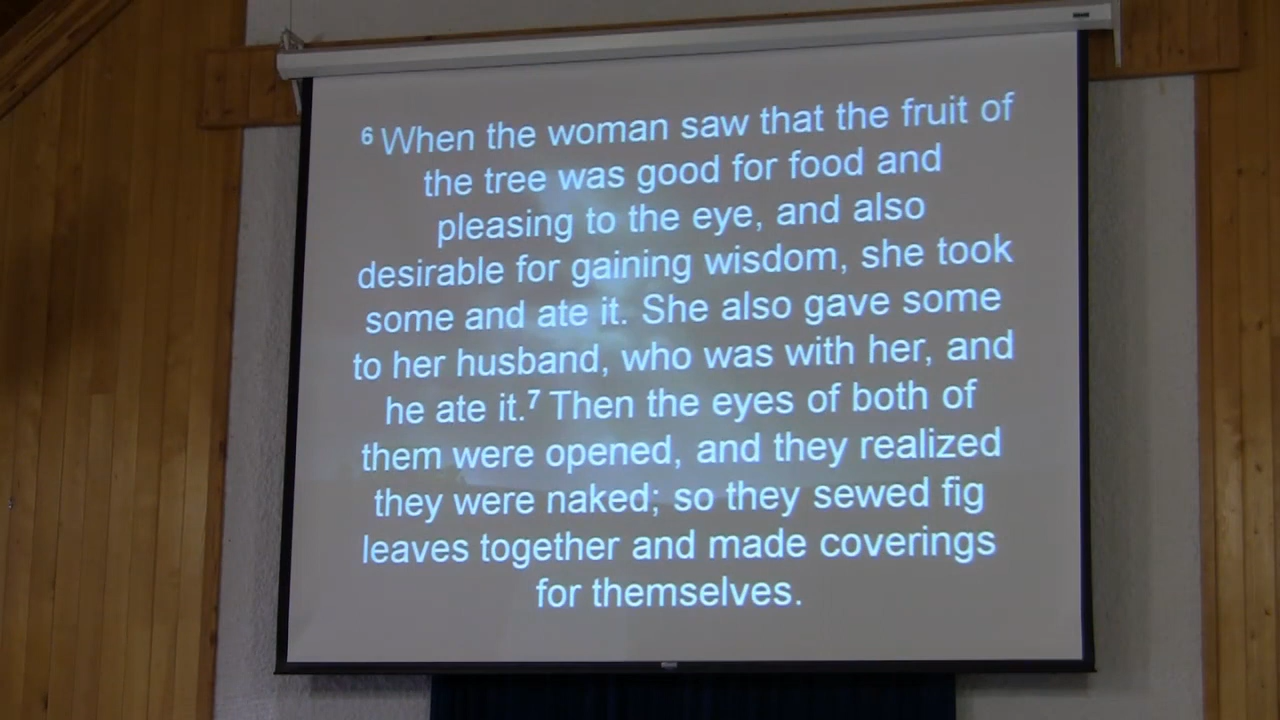 6 When the woman saw that the fruit of
the tree was good for food and
pleasing to the eye, and also
desirable for gaining wisdom, she took
some and ate it. She also gave some
to her husband, who was with her, and
he ate it.7 Then the eyes of both of
them were opened, and they realized
they were naked; so they sewed fig
leaves together and made coverings
for themselves.